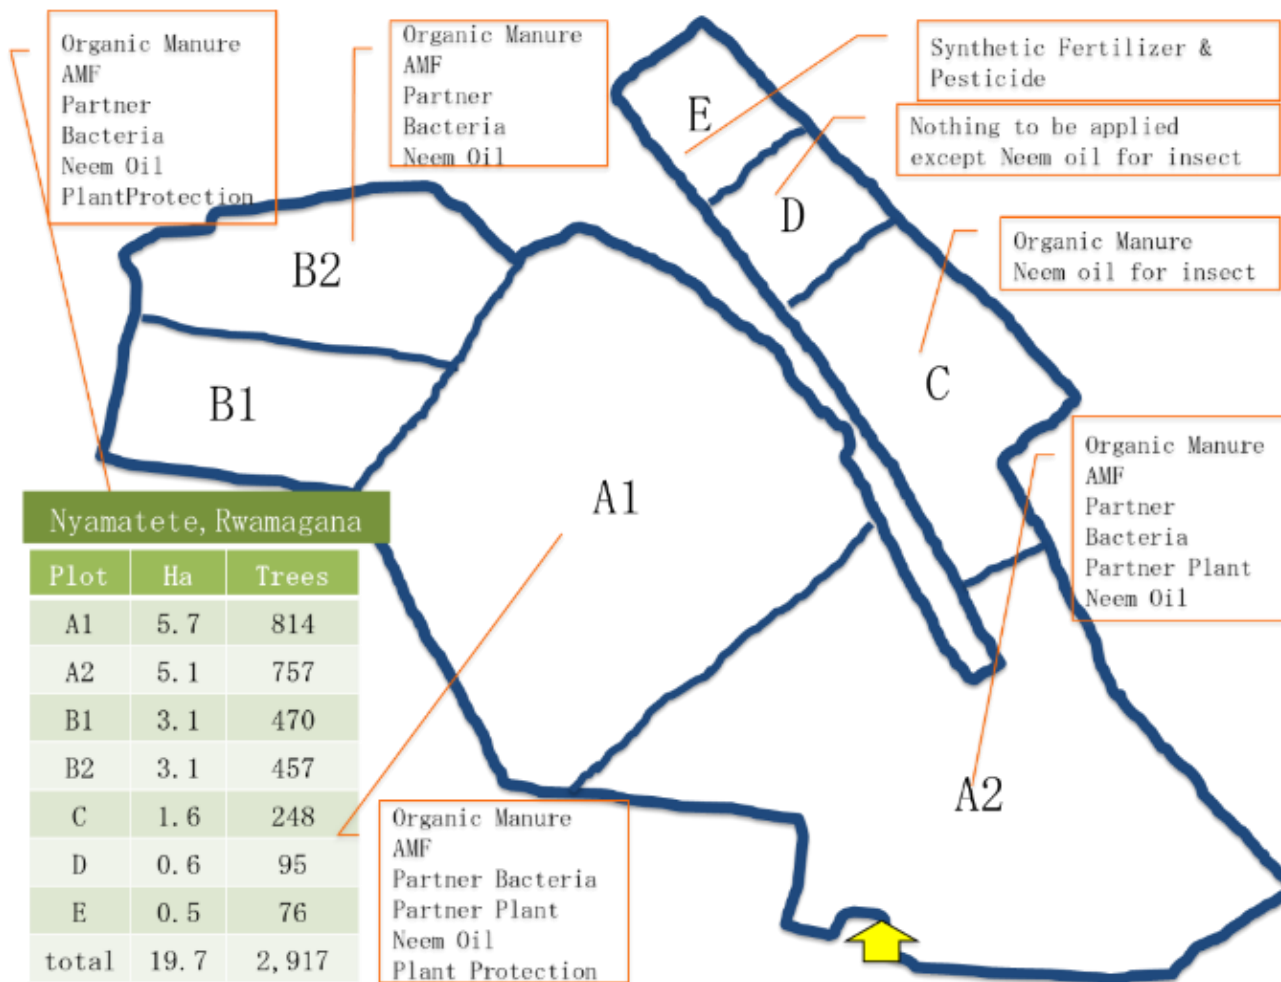 Organic Manure
AMF
Partner
Bacteria
Neem Oil
PlantProtection
Organic Manure
AMF
Partner
Bacteria
Neem Oil
Synthetic Fertilizer &
Pesticide
Nothing to be applied
except Neem oil for insect
Organic Manure
Neem oil for insect
E
D
C
B2
B1
A1
A2
Organic Manure
AMF
Partner
Bacteria
Partner Plant
Neem Oil
Nyamatete, Rwamagana
Plot Ha Trees
A1 5.7 814
A2 5.1 757
B1 3.1 470
B2 3.1 457
C 1.6 248
D 0.6 95
E 0.5 76
total 19.7 2,917
Organic Manure
AMF
Partner Bacteria
Partner Plant
Neem Oil
Plant Protection